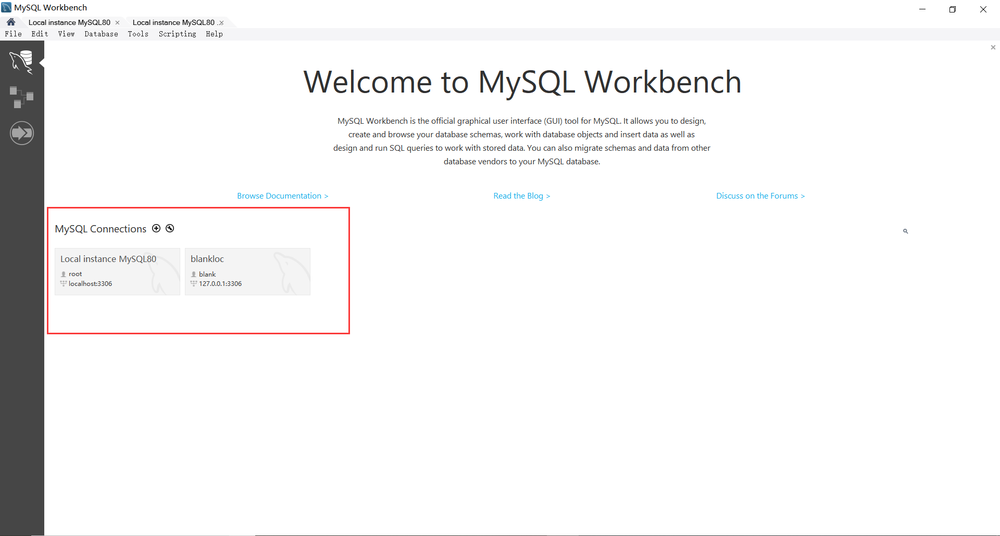 MySQL Workbench
Local instance MySQL80
Local instance MySQL80 ..
File Edit View Database Tools Scripting Help
Welcome to MySQL Workbench
MySQL Workbench is the official graphical user interface (GUI) tool for MySQL. It allows you to design,
create and browse your database schemas, work with database objects and insert data as well as
design and run SQL queries to work with stored data. You can also migrate schemas and data from other
database vendors to your MySQL database.
Browse Documentation >
Read the Blog >
Discuss on the Forums >
MySQL Connections
Local instance MySQL80
root
localhost:3306
blankloc
blank
127.0.0.1:3306